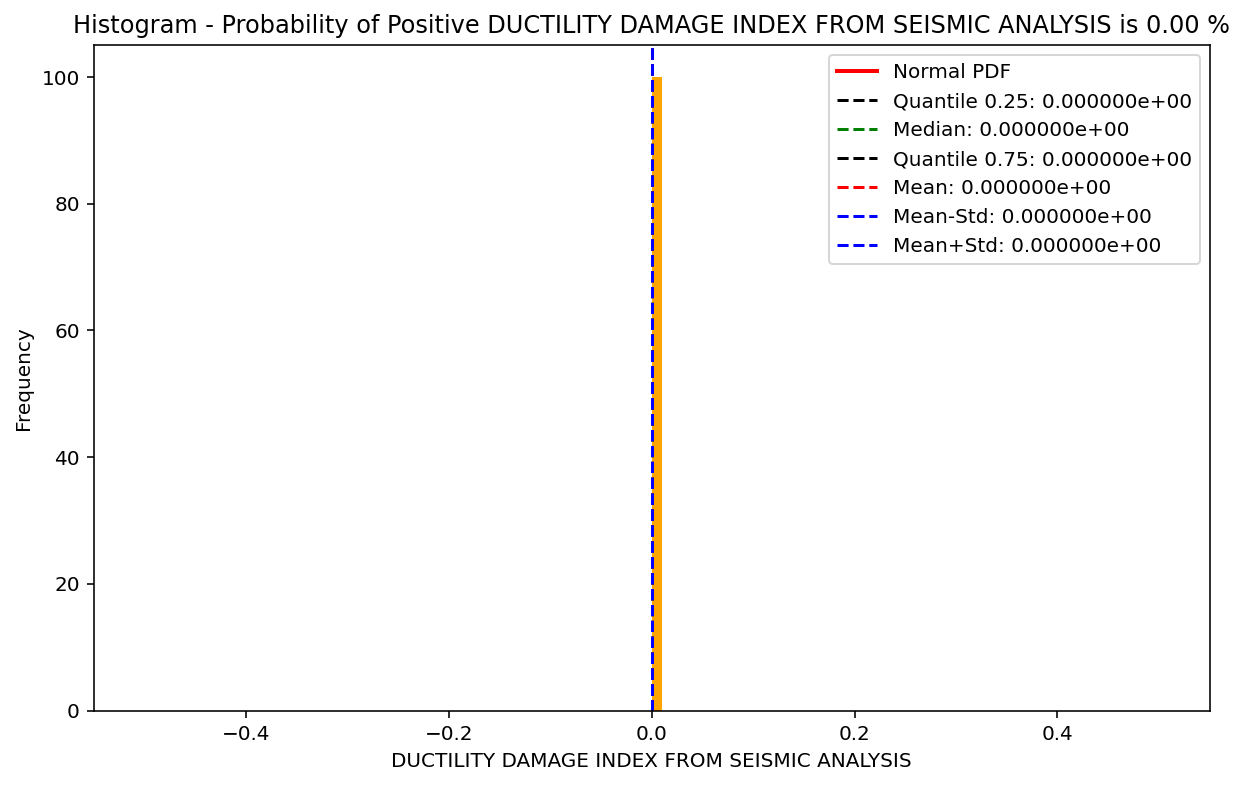 Histogram - Probability of Positive DUCTILITY DAMAGE INDEX FROM SEISMIC ANALYSIS is 0.00 %
Normal PDF
Quantile 0.25: 0.000000e+00
Median: 0.000000e+00
Quantile 0.75: 0.000000e+00
Mean: 0.000000e+00
Mean-Std: 0.000000e+00
Mean+Std: 0.000000e+00
Frequency
100
80
60
40
20
0
−0.4
−0.2
0.0
0.2
0.4
DUCTILITY DAMAGE INDEX FROM SEISMIC ANALYSIS